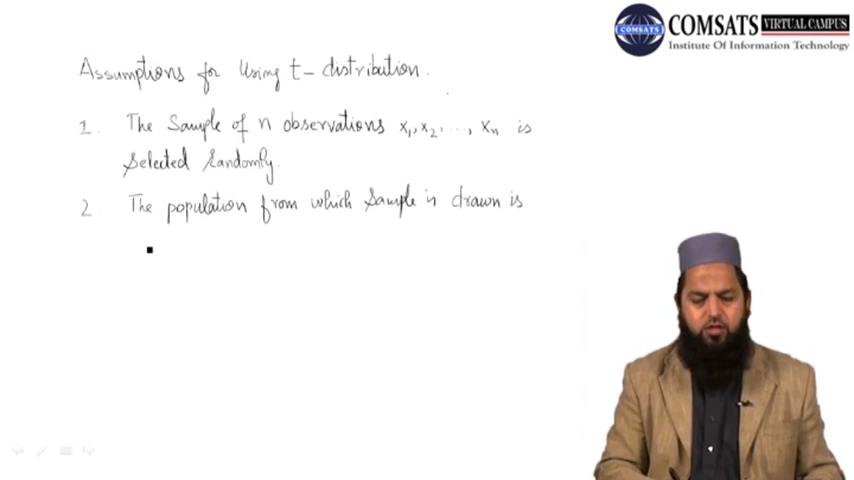 COMSATS VIRTUAL CAMPUS
COMSATS
Institute Of Information Technology
Assumptions for Using t-distribution.
1. The Sample of n observations x₁, x₂, ..., xₙ is
Selected Randomly.
2. The population from which Sample is drawn is